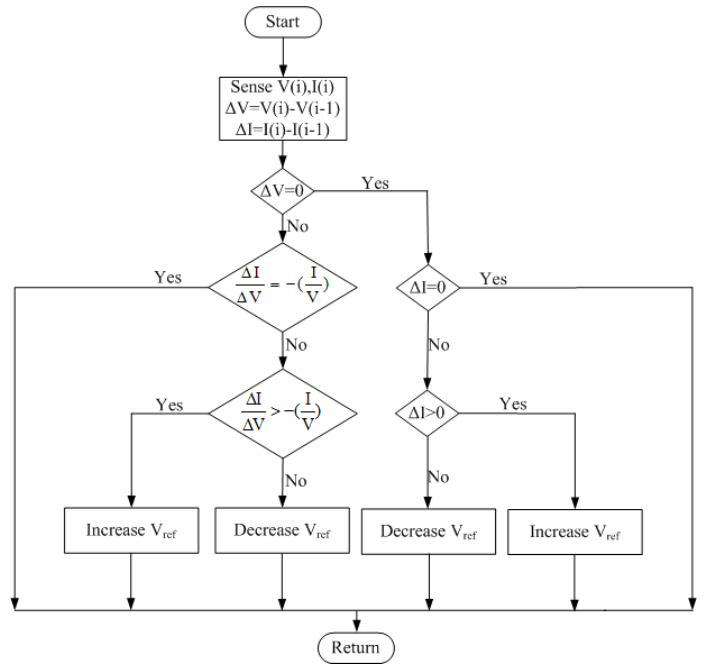 Start
Sense V(i),I(i)
ΔV=V(i)-V(i-1)
ΔI=I(i)-I(i-1)
ΔV=0
Yes
No
Yes
ΔI/ΔV = -(I/V)
ΔI=0
Yes
No
No
Yes
ΔI/ΔV > -(I/V)
ΔI>0
Yes
No
No
Increase Vref
Decrease Vref
Decrease Vref
Increase Vref
Return